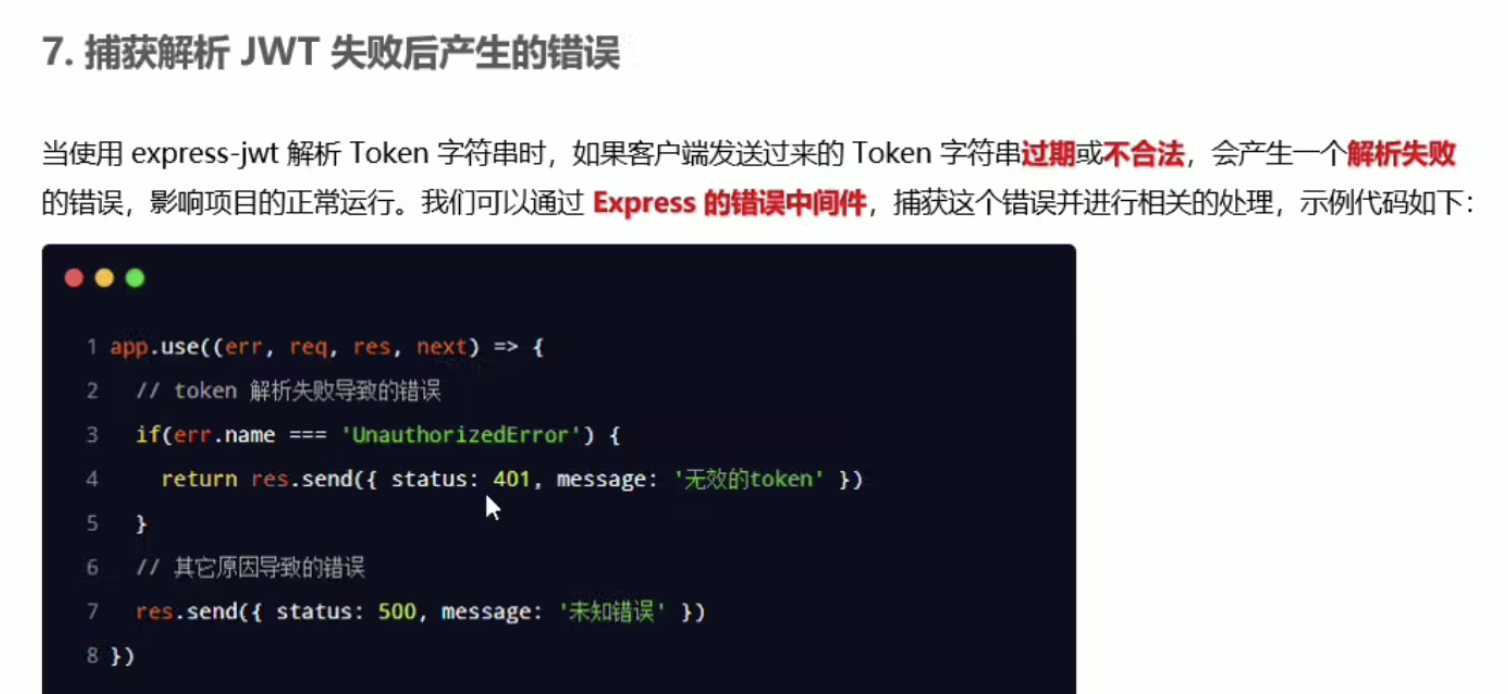 7. 捕获解析 JWT 失败后产生的错误
当使用 express-jwt 解析 Token 字符串时，如果客户端发送过来的 Token 字符串过期或不合法，会产生一个解析失败
的错误，影响项目的正常运行。我们可以通过 Express 的错误中间件，捕获这个错误并进行相关的处理，示例代码如下：
1 app.use((err, req, res, next) => {
2   // token 解析失败导致的错误
3   if(err.name === 'UnauthorizedError') {
4     return res.send({ status: 401, message: '无效的token' })
5   }
6   // 其它原因导致的错误
7   res.send({ status: 500, message: '未知错误' })
8 })